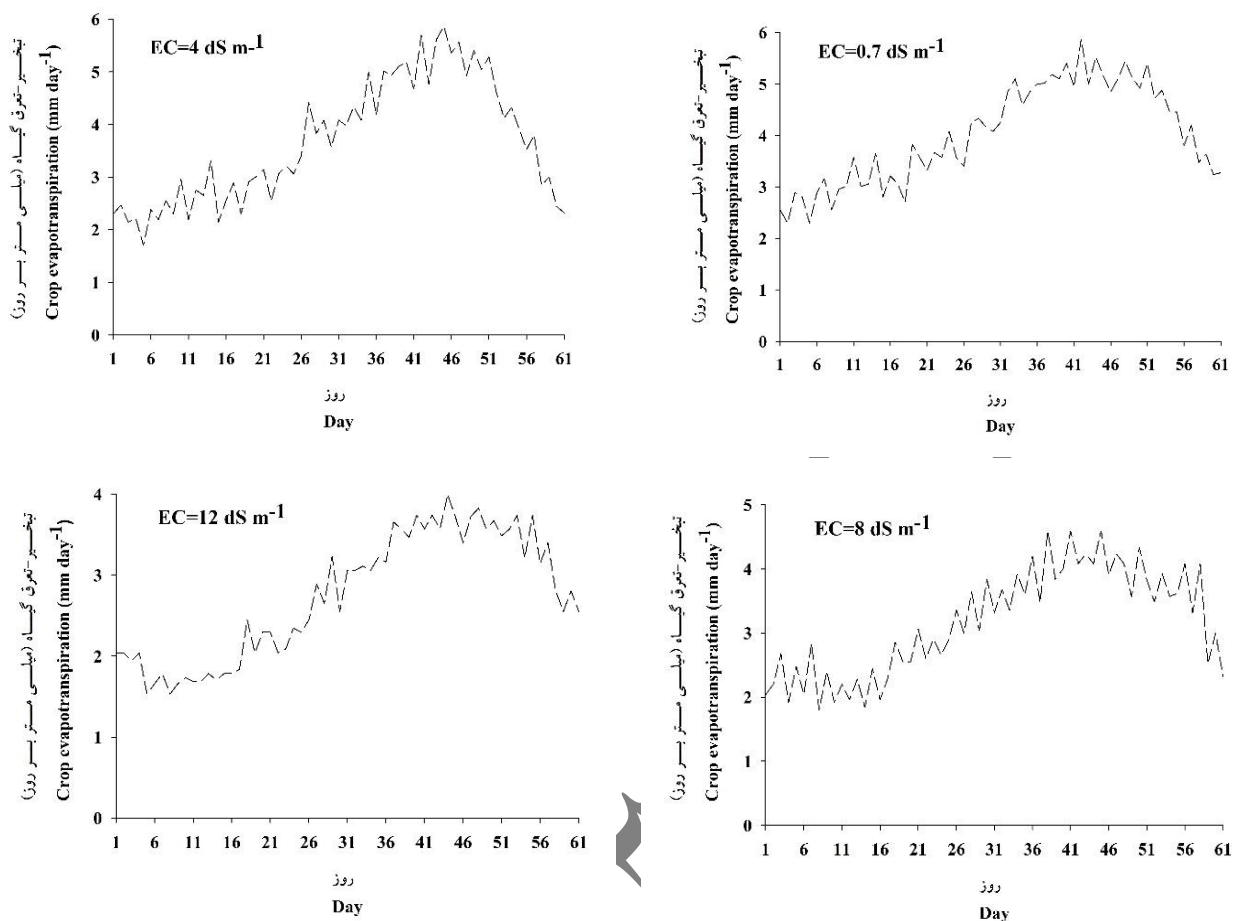 EC=4 dS m-1
تبخیر-تعرق گیاه (میلی متر بر روز)
Crop evapotranspiration (mm day-1)
6
5
4
3
2
1
0
1 6 11 16 21 26 31 36 41 46 51 56 61
روز
Day
EC=0.7 dS m-1
تبخیر-تعرق گیاه (میلی متر بر روز)
Crop evapotranspiration (mm day-1)
6
5
4
3
2
1
0
1 6 11 16 21 26 31 36 41 46 51 56 61
روز
Day
EC=12 dS m-1
تبخیر-تعرق گیاه (میلی متر بر روز)
Crop evapotranspiration (mm day-1)
4
3
2
1
0
1 6 11 16 21 26 31 36 41 46 51 56 61
روز
Day
EC=8 dS m-1
تبخیر-تعرق گیاه (میلی متر بر روز)
Crop evapotranspiration (mm day-1)
5
4
3
2
1
0
1 6 11 16 21 26 31 36 41 46 51 56 61
روز
Day